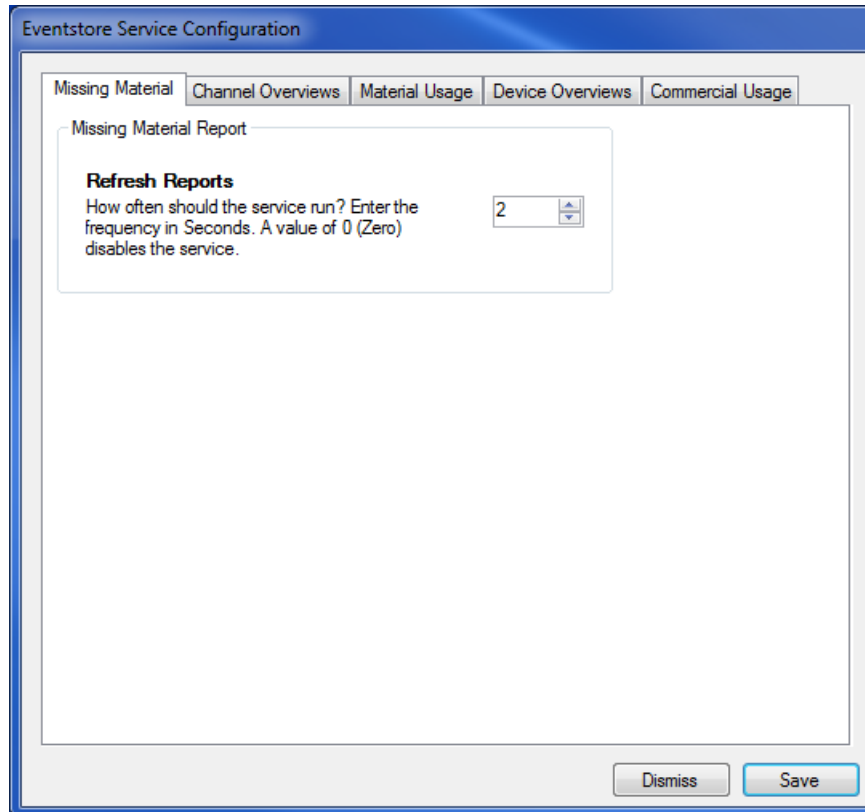 Eventstore Service Configuration
Missing Material
Channel Overviews
Material Usage
Device Overviews
Commercial Usage
Missing Material Report
Refresh Reports
How often should the service run? Enter the
frequency in Seconds. A value of 0 (Zero)
disables the service.
2
Dismiss
Save